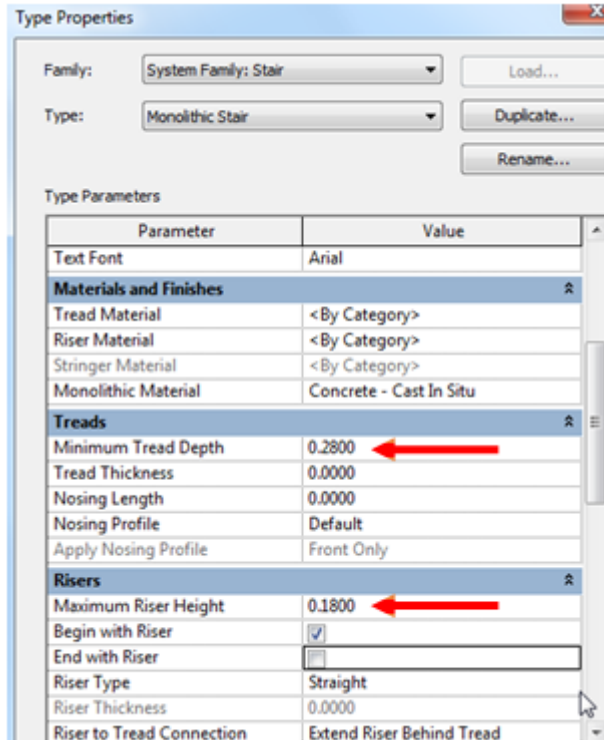 Type Properties
Family: System Family: Stair Load...
Type: Monolithic Stair Duplicate...
Rename...
Type Parameters
Parameter Value
Text Font Arial
Materials and Finishes
Tread Material <By Category>
Riser Material <By Category>
Stringer Material <By Category>
Monolithic Material Concrete - Cast In Situ
Treads
Minimum Tread Depth 0.2800
Tread Thickness 0.0000
Nosing Length 0.0000
Nosing Profile Default
Apply Nosing Profile Front Only
Risers
Maximum Riser Height 0.1800
Begin with Riser
End with Riser
Riser Type Straight
Riser Thickness 0.0000
Riser to Tread Connection Extend Riser Behind Tread